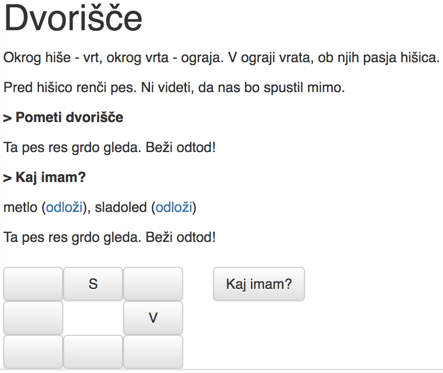 Dvorišče
Okrog hiše - vrt, okrog vrta - ograja. V ograji vrata, ob njih pasja hišica.
Pred hišico renči pes. Ni videti, da nas bo spustil mimo.
> Pometi dvorišče
Ta pes res grdo gleda. Beži odtod!
> Kaj imam?
metlo (odloži), sladoled (odloži)
Ta pes res grdo gleda. Beži odtod!
S
Kaj imam?
V